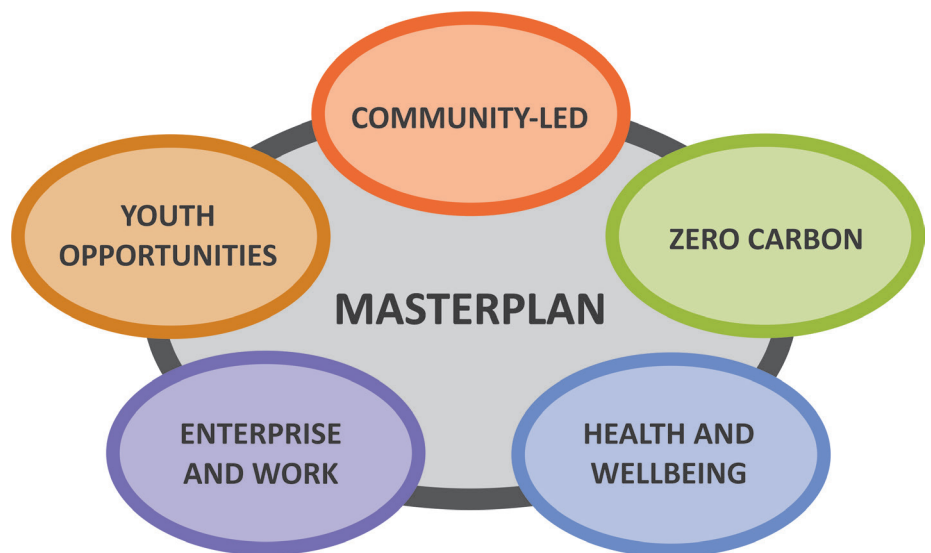 COMMUNITY-LED
YOUTH
OPPORTUNITIES
ZERO CARBON
MASTERPLAN
ENTERPRISE
AND WORK
HEALTH AND
WELLBEING